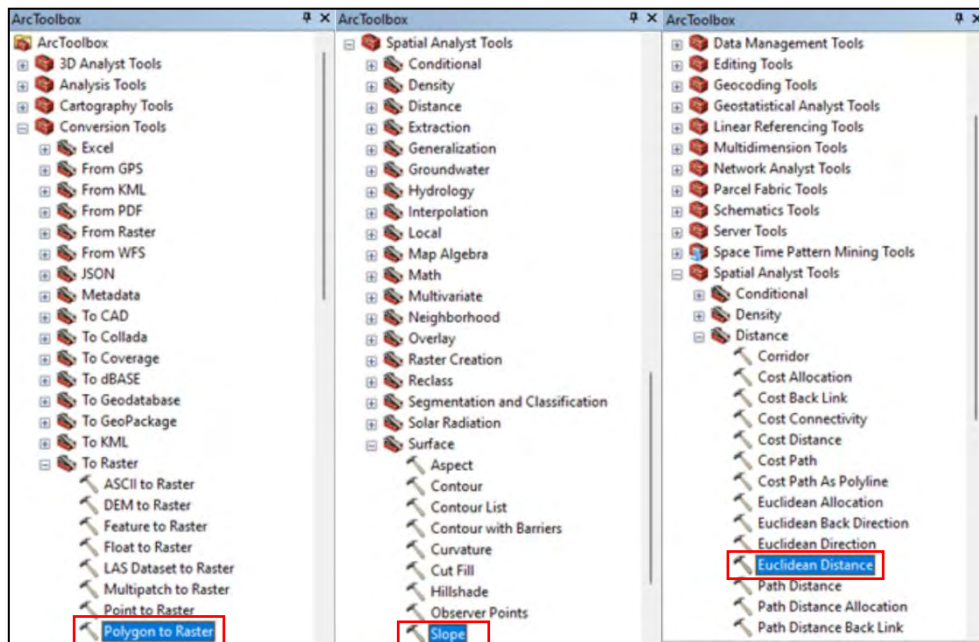 ArcToolbox
ArcToolbox
3D Analyst Tools
Analysis Tools
Cartography Tools
Conversion Tools
Excel
From GPS
From KML
From PDF
From Raster
From WFS
JSON
Metadata
To CAD
To Collada
To Coverage
To dBASE
To Geodatabase
To GeoPackage
To KML
To Raster
ASCII to Raster
DEM to Raster
Feature to Raster
Float to Raster
LAS Dataset to Raster
Multipatch to Raster
Point to Raster
Polygon to Raster
ArcToolbox
Spatial Analyst Tools
Conditional
Density
Distance
Extraction
Generalization
Groundwater
Hydrology
Interpolation
Local
Map Algebra
Math
Multivariate
Neighborhood
Overlay
Raster Creation
Reclass
Segmentation and Classification
Solar Radiation
Surface
Aspect
Contour
Contour List
Contour with Barriers
Curvature
Cut Fill
Hillshade
Observer Points
Slope
ArcToolbox
Data Management Tools
Editing Tools
Geocoding Tools
Geostatistical Analyst Tools
Linear Referencing Tools
Multidimension Tools
Network Analyst Tools
Parcel Fabric Tools
Schematics Tools
Server Tools
Space Time Pattern Mining Tools
Spatial Analyst Tools
Conditional
Density
Distance
Corridor
Cost Allocation
Cost Back Link
Cost Connectivity
Cost Distance
Cost Path
Cost Path As Polyline
Euclidean Allocation
Euclidean Back Direction
Euclidean Direction
Euclidean Distance
Path Distance
Path Distance Allocation
Path Distance Back Link